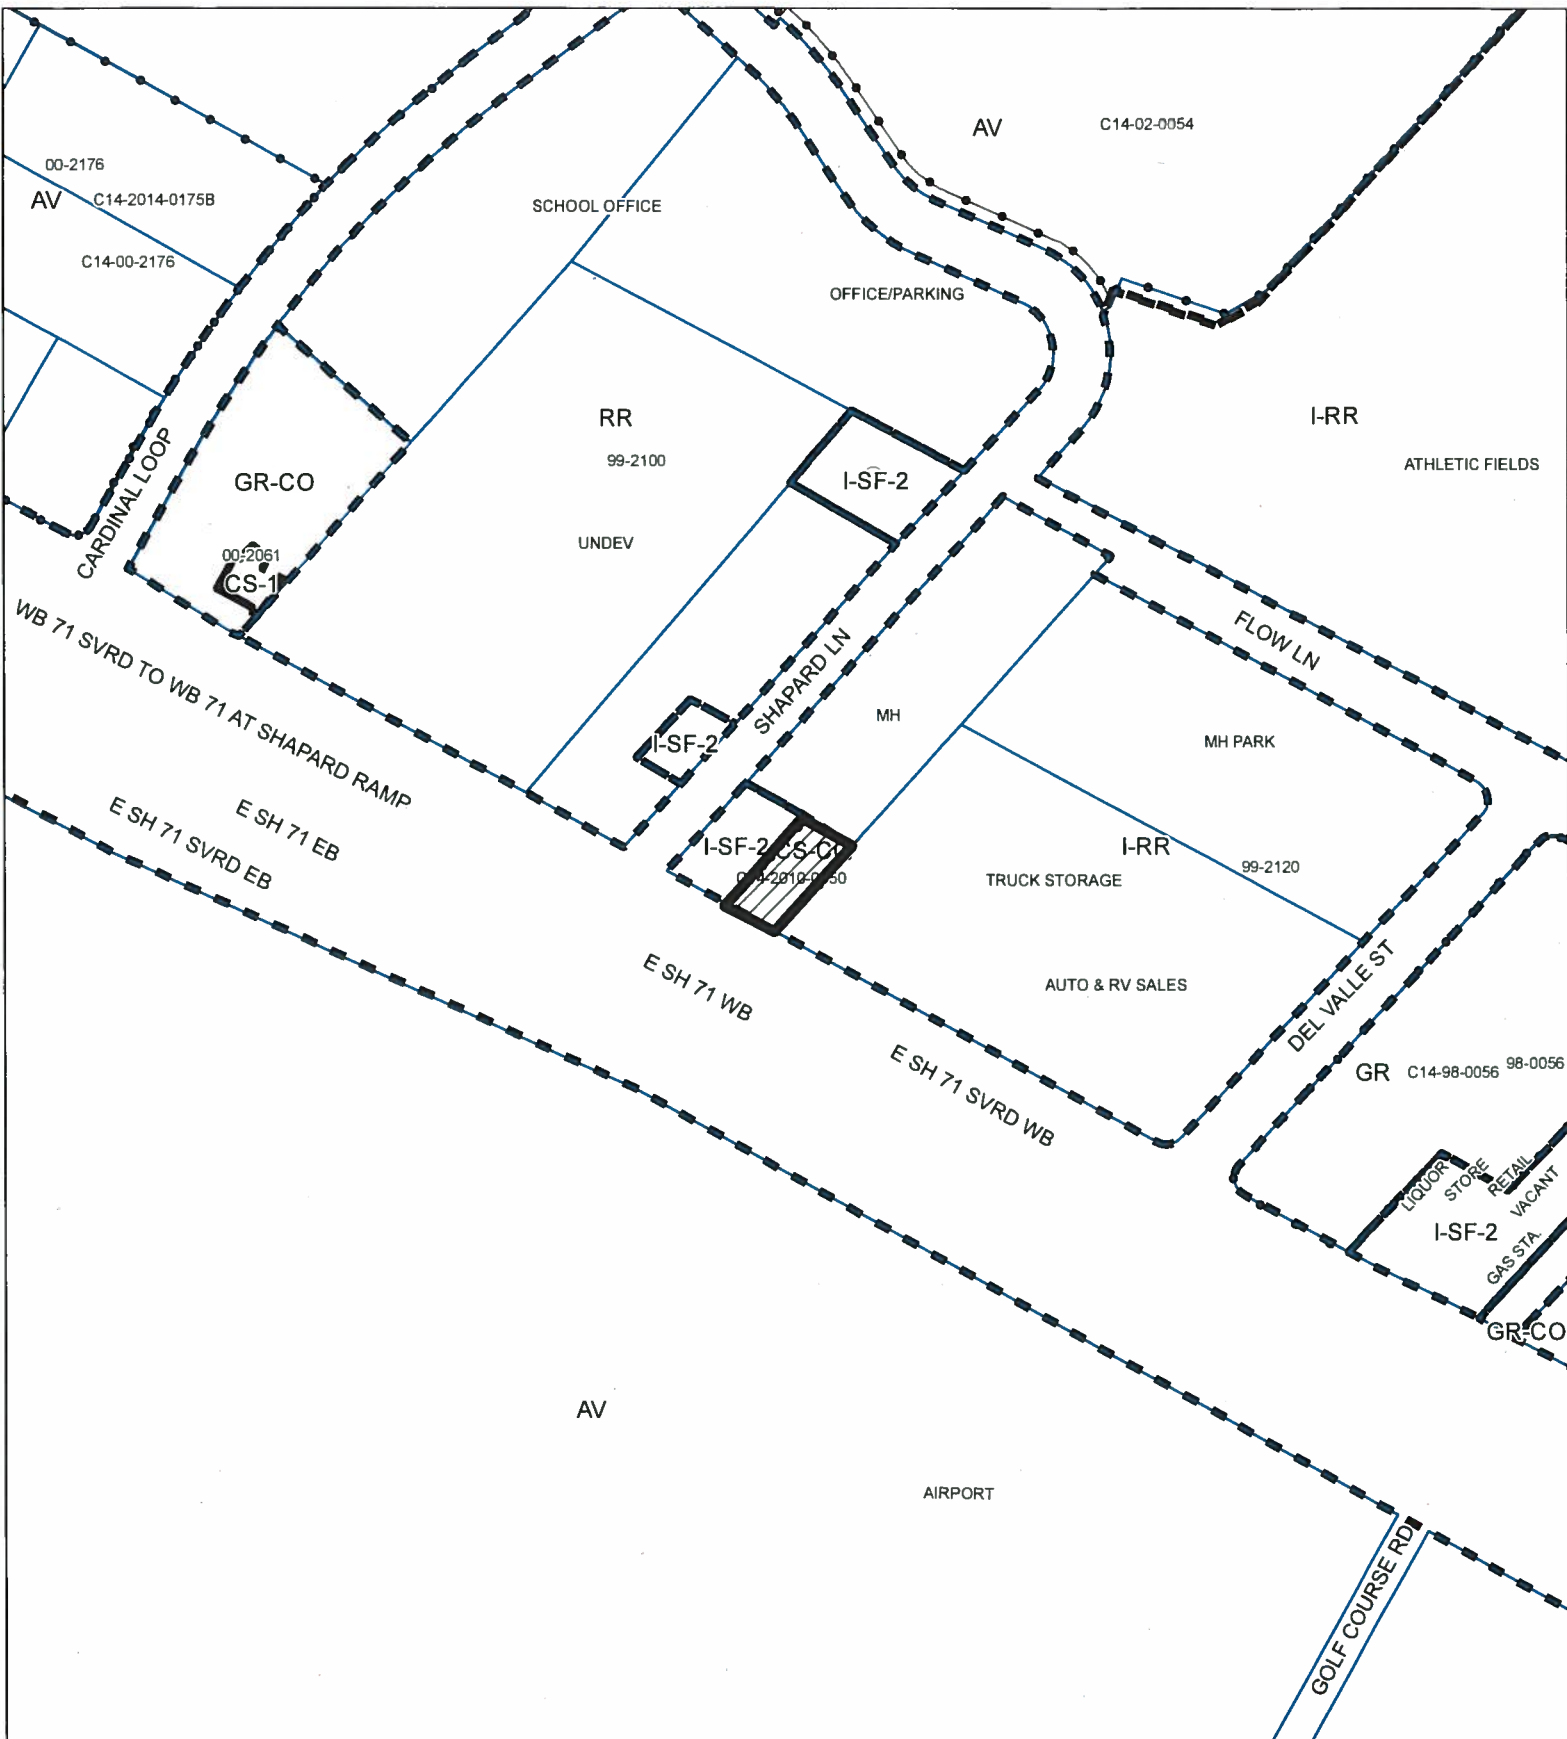 AV
C14-02-0054
00-2176
AV
C14-2014-0175B
SCHOOL OFFICE
C14-00-2176
OFFICE/PARKING
RR
I-RR
99-2100
ATHLETIC FIELDS
GR-CO
I-SF-2
CARDINAL LOOP
UNDEV
00-2061
CS-1
FLOW LN
WB 71 SVRD TO WB 71 AT SHAPARD RAMP
SHAPARD LN
MH
I-SF-2
MH PARK
E SH 71 EB
E SH 71 SVRD EB
I-SF-2
I-RR
99-2120
TRUCK STORAGE
E SH 71 WB
AUTO & RV SALES
DEL VALLE ST
E SH 71 SVRD WB
GR
C14-98-0056
98-0056
LIQUOR
STORE
RETAIL
VACANT
I-SF-2
GAS STA.
GR-CO
AV
AIRPORT
GOLF COURSE RD